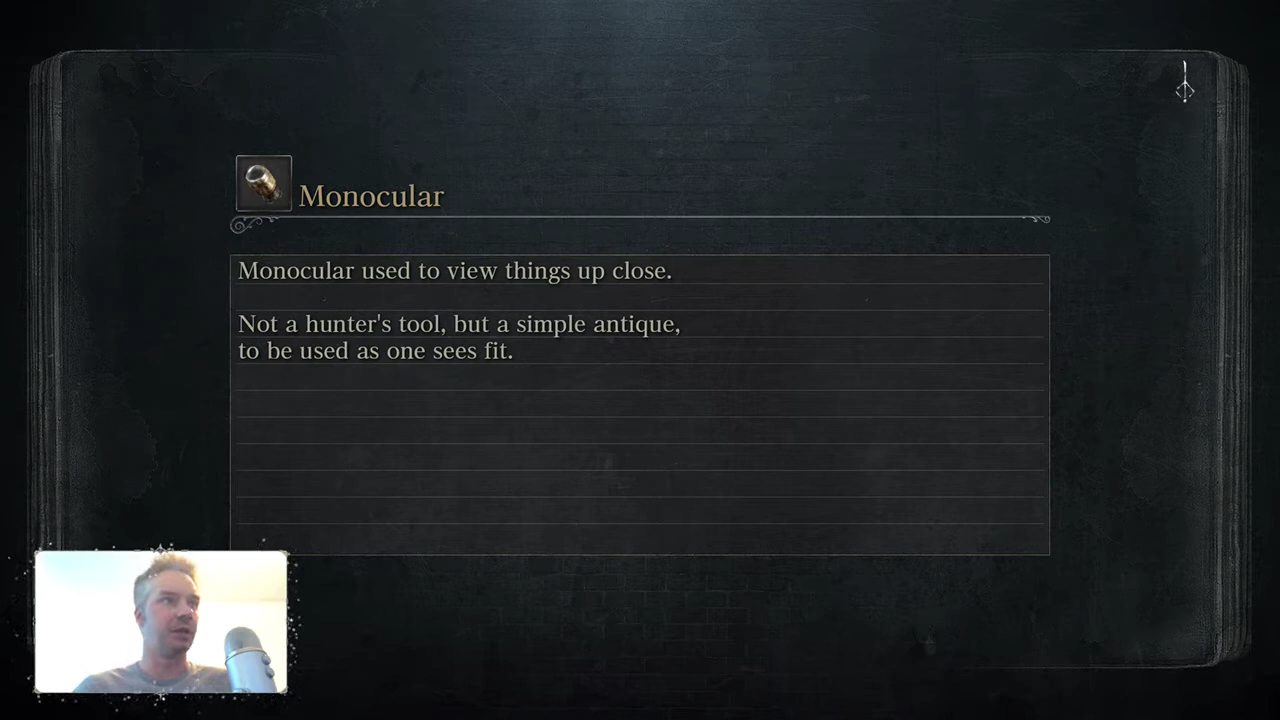 Monocular
Monocular used to view things up close.
Not a hunter's tool, but a simple antique,
to be used as one sees fit.